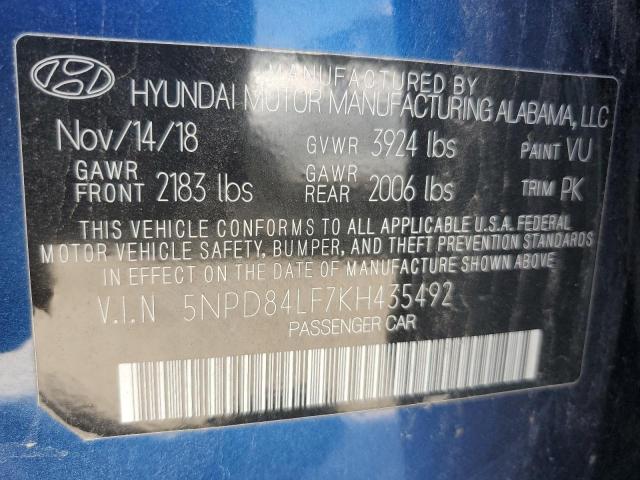 MANUFACTURED BY
HYUNDAI MOTOR MANUFACTURING ALABAMA, LLC
Nov/14/18 GVWR 3924 lbs PAINT VU
GAWR FRONT 2183 lbs GAWR REAR 2006 lbs TRIM PK
THIS VEHICLE CONFORMS TO ALL APPLICABLE U.S.A. FEDERAL
MOTOR VEHICLE SAFETY, BUMPER, AND THEFT PREVENTION STANDARDS
IN EFFECT ON THE DATE OF MANUFACTURE SHOWN ABOVE.
V.I.N 5NPD84LF7KH435492
PASSENGER CAR